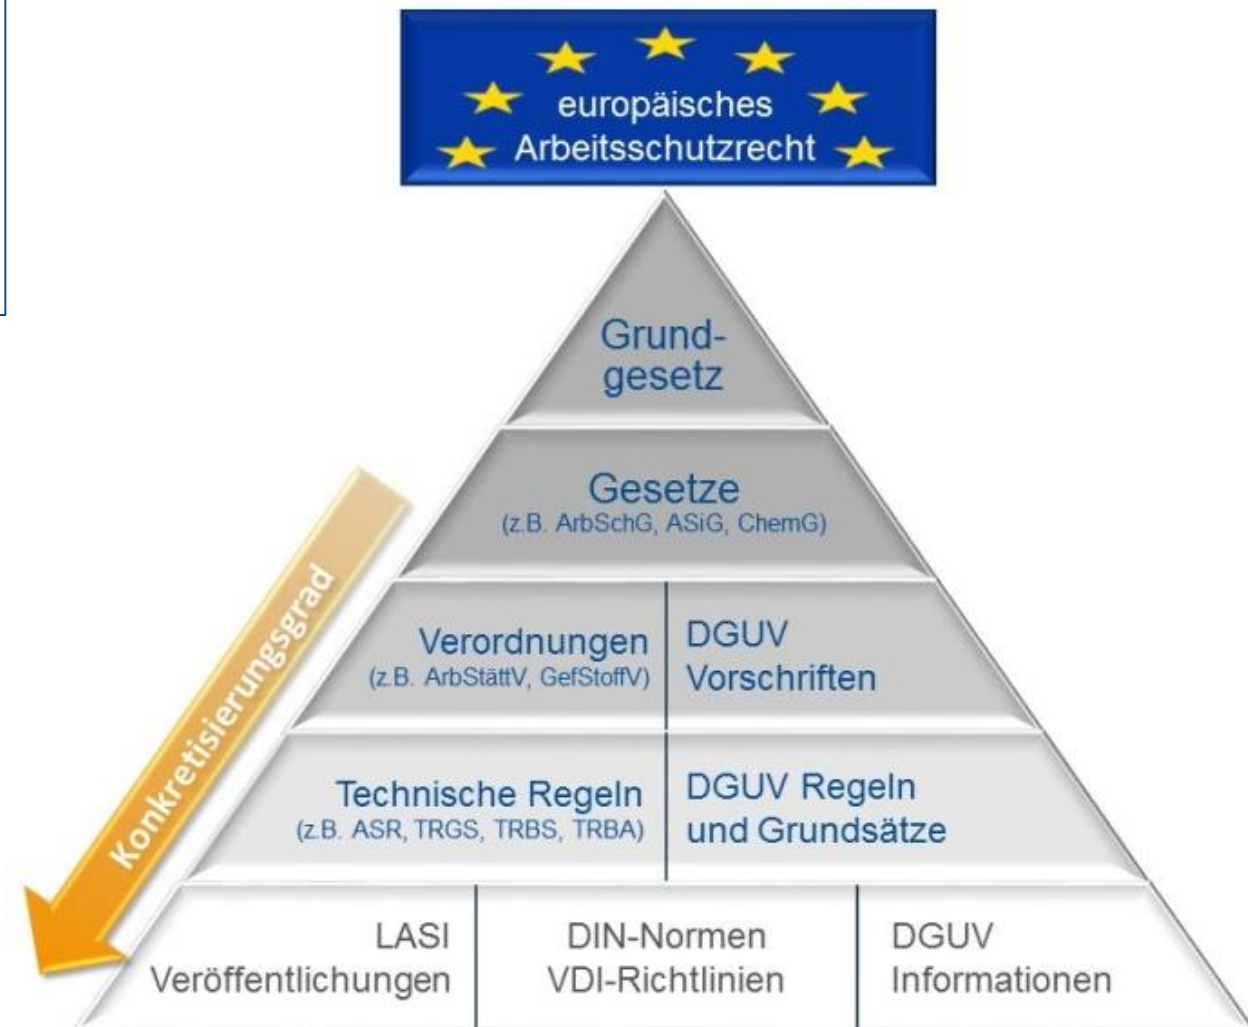 europäisches
Arbeitsschutzrecht
Grund-
gesetz
Gesetze
(z.B. ArbSchG, ASiG, ChemG)
Verordnungen
(z.B. ArbStättV, GefStoffV)
DGUV
Vorschriften
Technische Regeln
(z.B. ASR, TRGS, TRBS, TRBA)
DGUV Regeln
und Grundsätze
LASI
Veröffentlichungen
DIN-Normen
VDI-Richtlinien
DGUV
Informationen
Konkretisierungsgrad